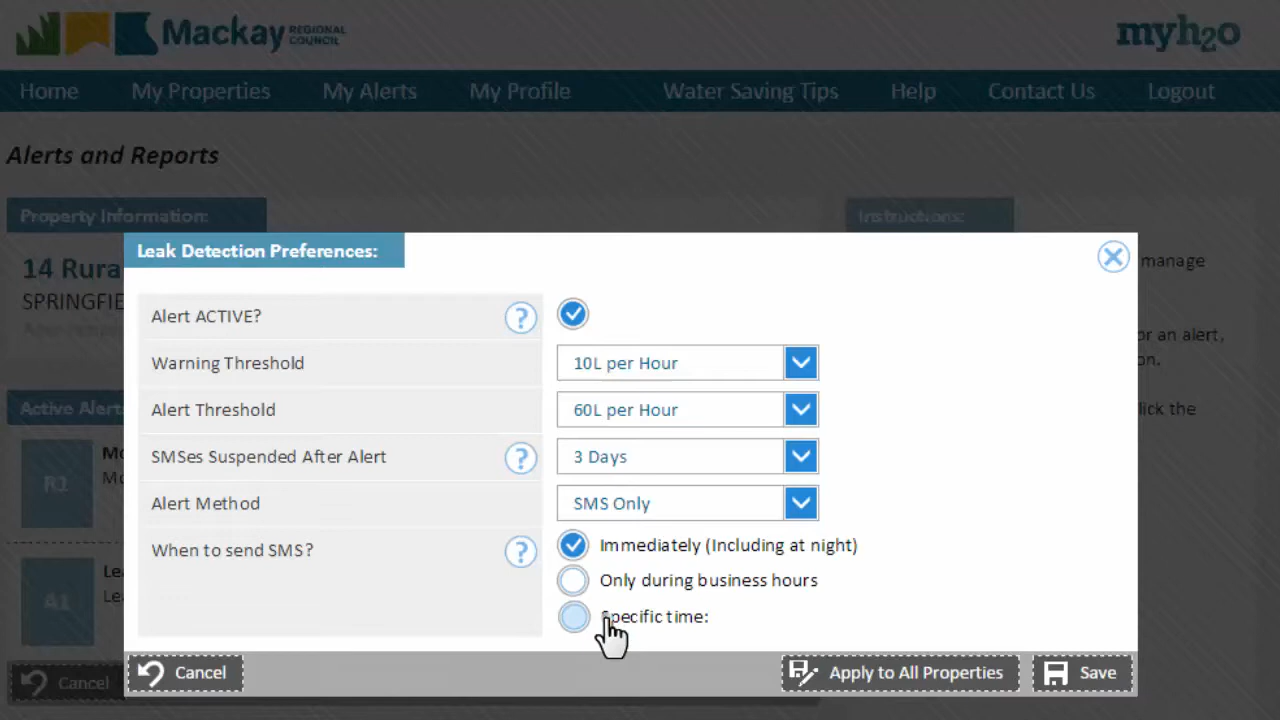 Mackay REGIONAL COUNCIL
myh2o
Home My Properties My Alerts My Profile Water Saving Tips Help Contact Us Logout
Alerts and Reports
Property Information: Instructions:
Leak Detection Preferences:
14 Rura
manage
SPRINGFIE
Alert ACTIVE? ?
or an alert,
on.
Warning Threshold 10L per Hour
Active Alert
Alert Threshold 60L per Hour
lick the
SMSes Suspended After Alert ? 3 Days
R1
Alert Method SMS Only
When to send SMS? ? Immediately (Including at night)
Only during business hours
A1
Specific time:
Cancel
Cancel Apply to All Properties Save